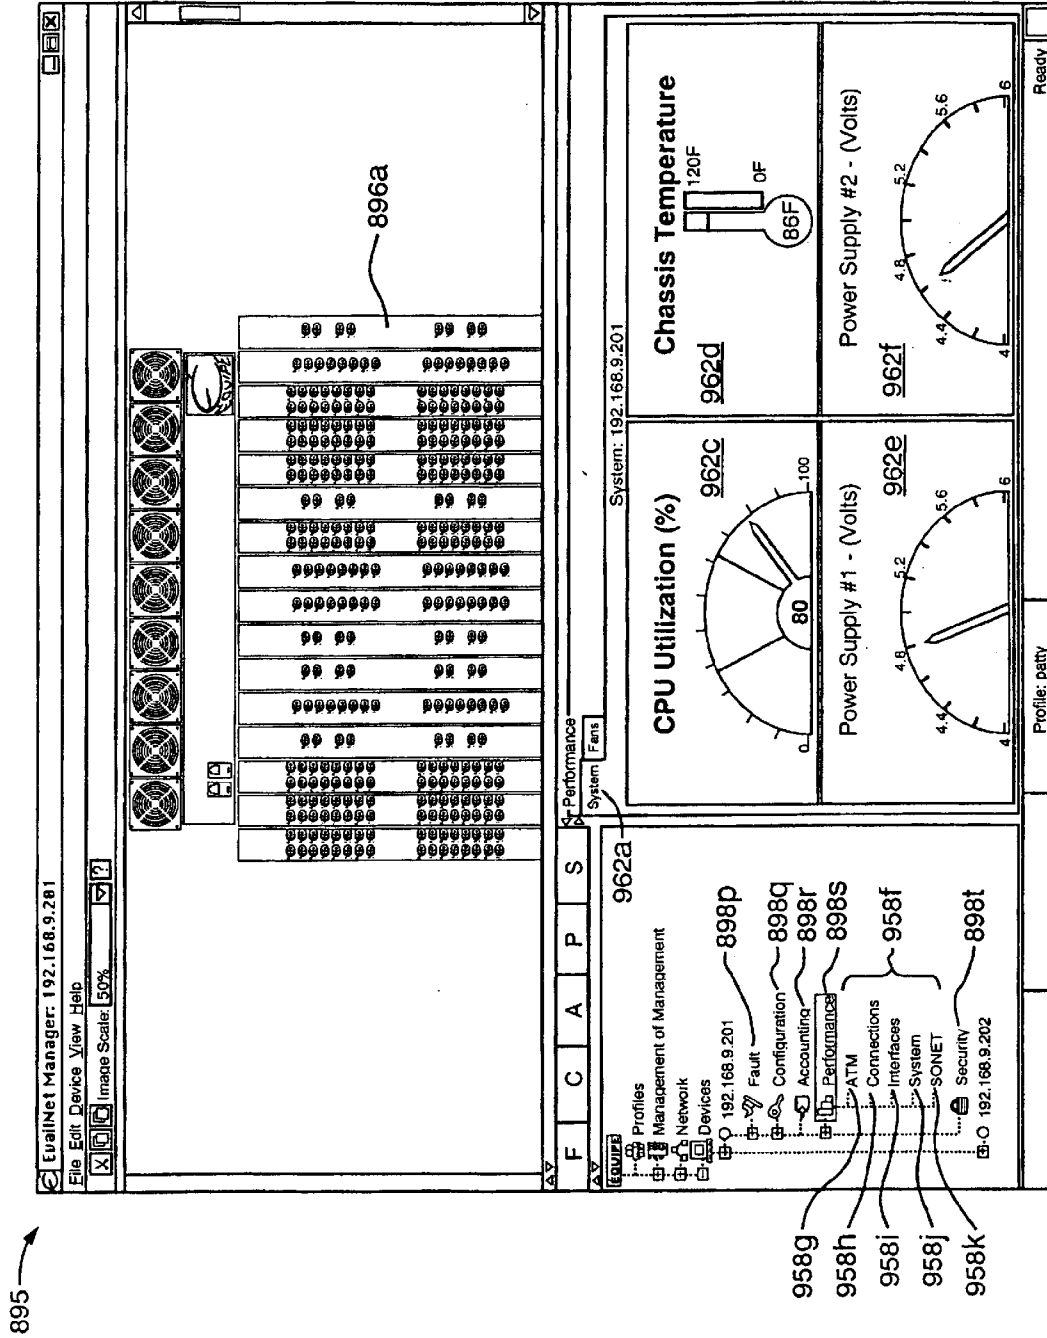 895
EuailNet Manager: 192.168.9.201
File Edit Device View Help
Image Scale: 50%
?
EQUIPE
896a
F C A P S
EQUIPE
Profiles
Management of Management
Network
Devices
192.168.9.201
Fault
Configuration
Accounting
Performance
ATM
Connections
Interfaces
System
SONET
Security
192.168.9.202
898p
898q
898r
898s
958f
898t
958g
958h
958i
958j
958k
962a
Performance
System Fans
System: 192.168.9.201
CPU Utilization (%)
962c
0
80
100
Chassis Temperature
962d
120F
0F
86F
Power Supply #1 - (Volts)
962e
4
4.4
4.8
5.2
5.6
6
Power Supply #2 - (Volts)
962f
4
4.4
4.8
5.2
5.6
6
Profile: patty
Ready